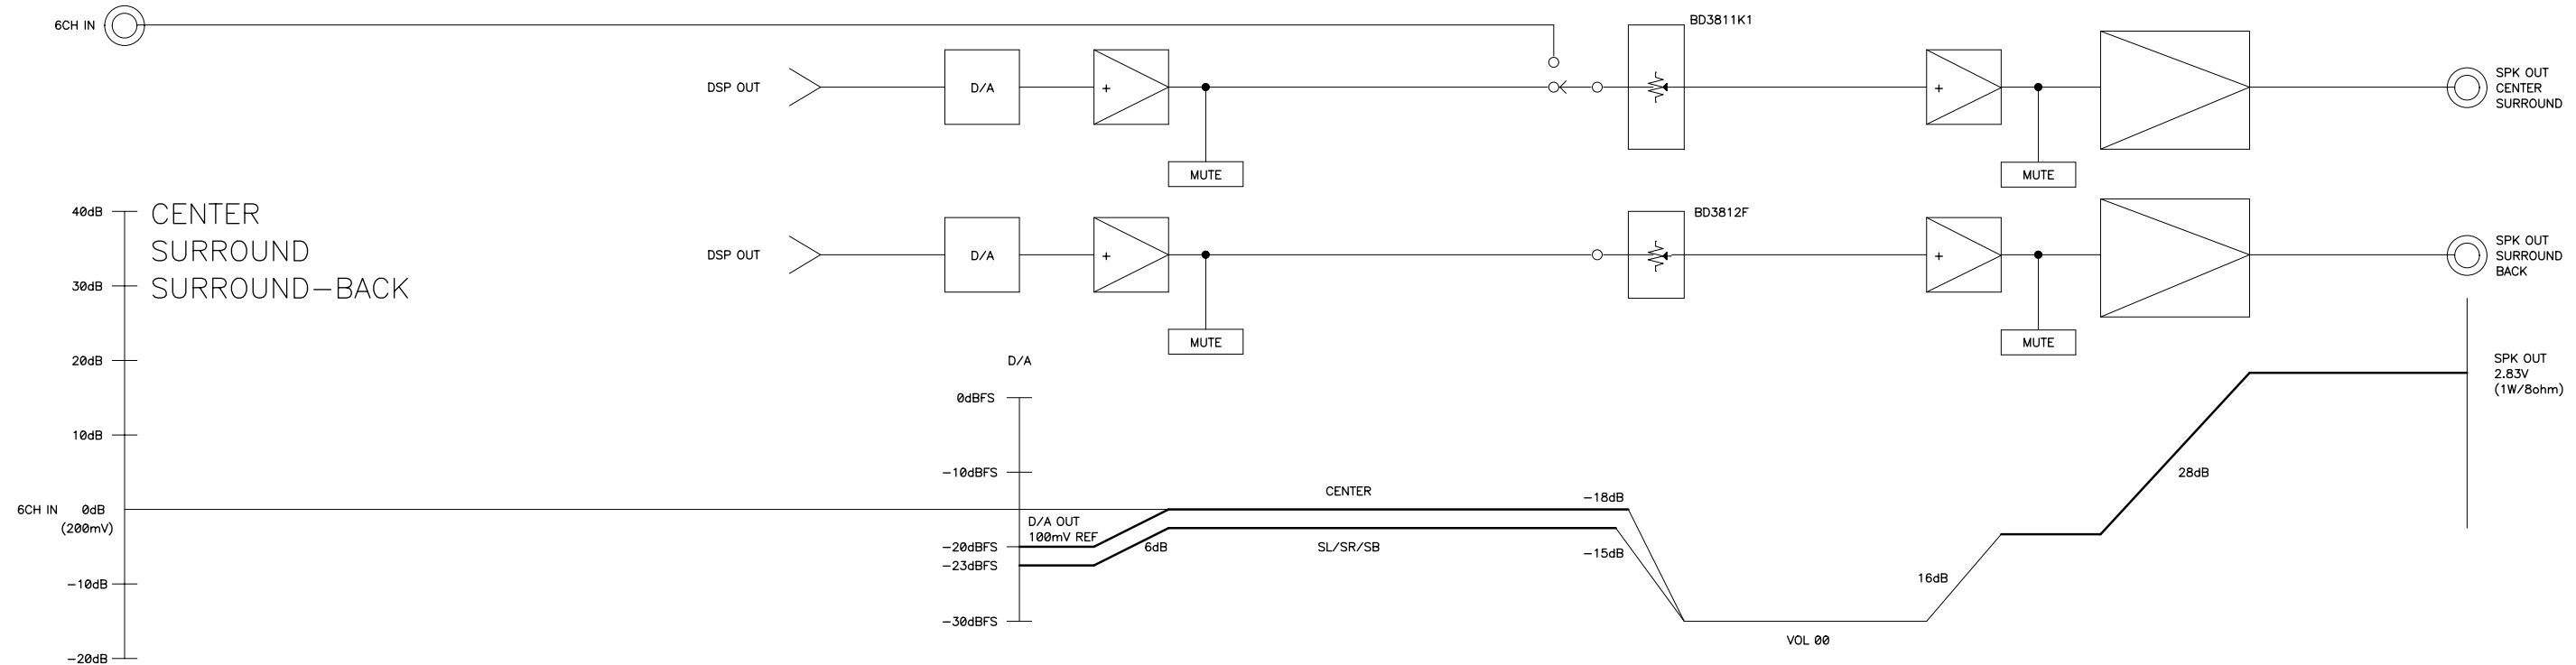 6CH IN
BD3811K1
DSP OUT
D/A
+
+
SPK OUT
CENTER
SURROUND
MUTE
MUTE
40dB
CENTER
SURROUND
SURROUND-BACK
30dB
20dB
10dB
6CH IN 0dB
(200mV)
-10dB
-20dB
BD3812F
DSP OUT
D/A
+
+
SPK OUT
SURROUND
BACK
MUTE
MUTE
D/A
0dBFS
-10dBFS
-20dBFS
-23dBFS
-30dBFS
D/A OUT
100mV REF
6dB
CENTER
SL/SR/SB
-18dB
-15dB
VOL 00
16dB
28dB
SPK OUT
2.83V
(1W/8ohm)